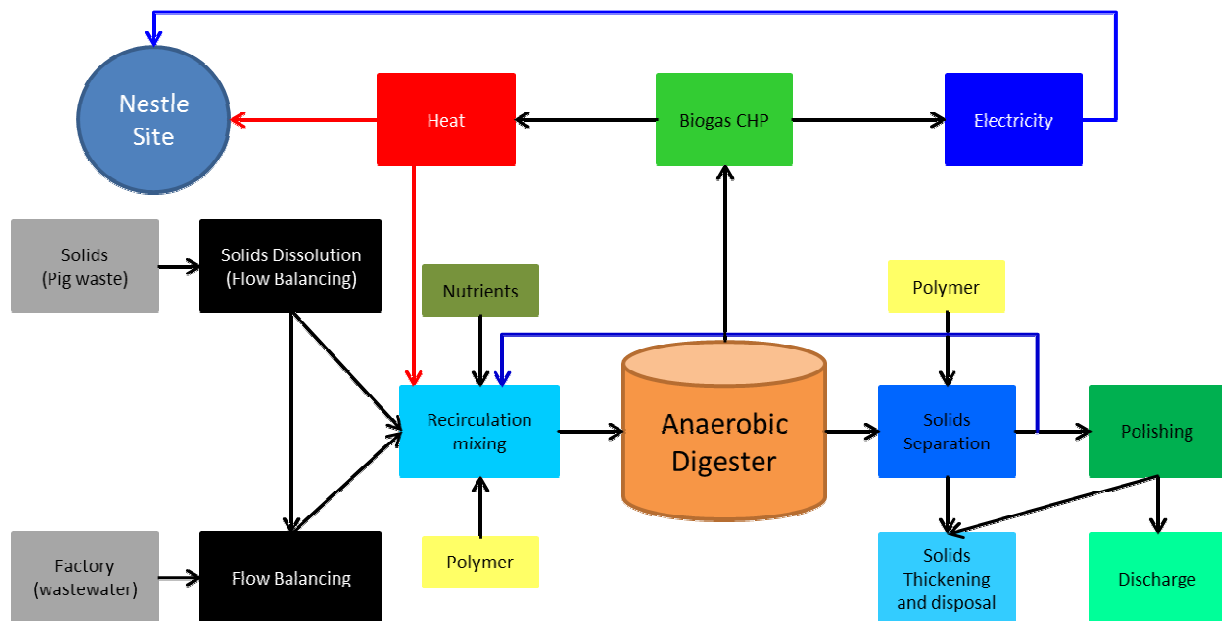 Nestle
Site
Heat
Biogas CHP
Electricity
Solids
(Pig waste)
Solids Dissolution
(Flow Balancing)
Nutrients
Polymer
Recirculation
mixing
Anaerobic
Digester
Solids
Separation
Polishing
Factory
(wastewater)
Flow Balancing
Polymer
Solids
Thickening
and disposal
Discharge